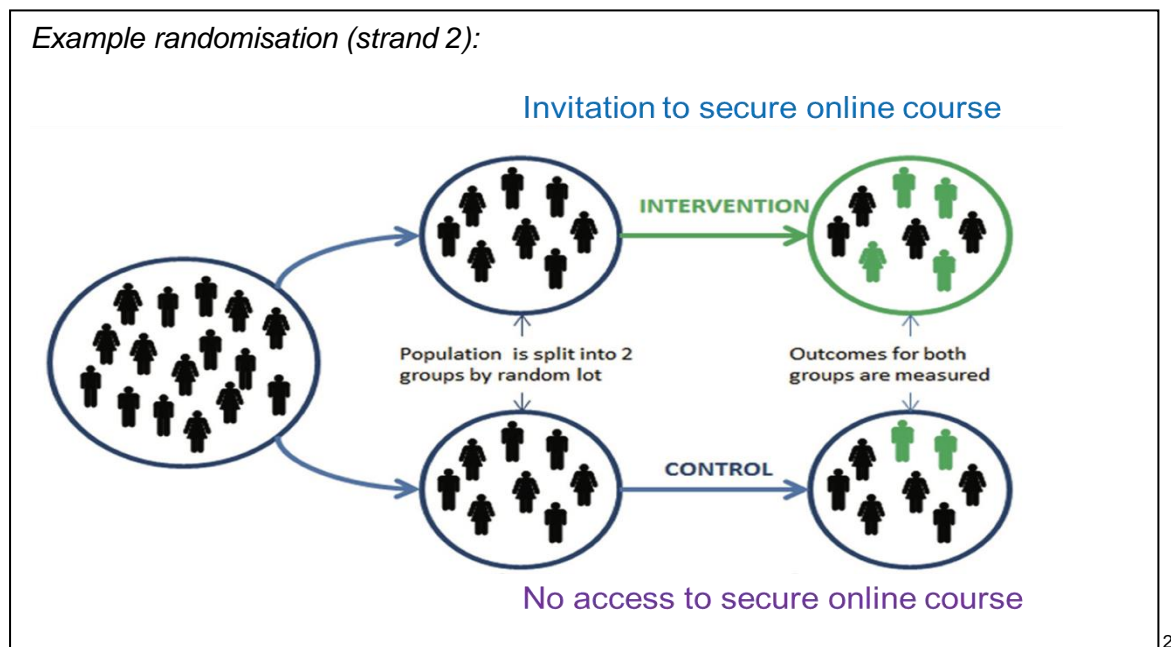 Example randomisation (strand 2):
Invitation to secure online course
INTERVENTION
Population is split into 2
groups by random lot
Outcomes for both
groups are measured
CONTROL
No access to secure online course
2